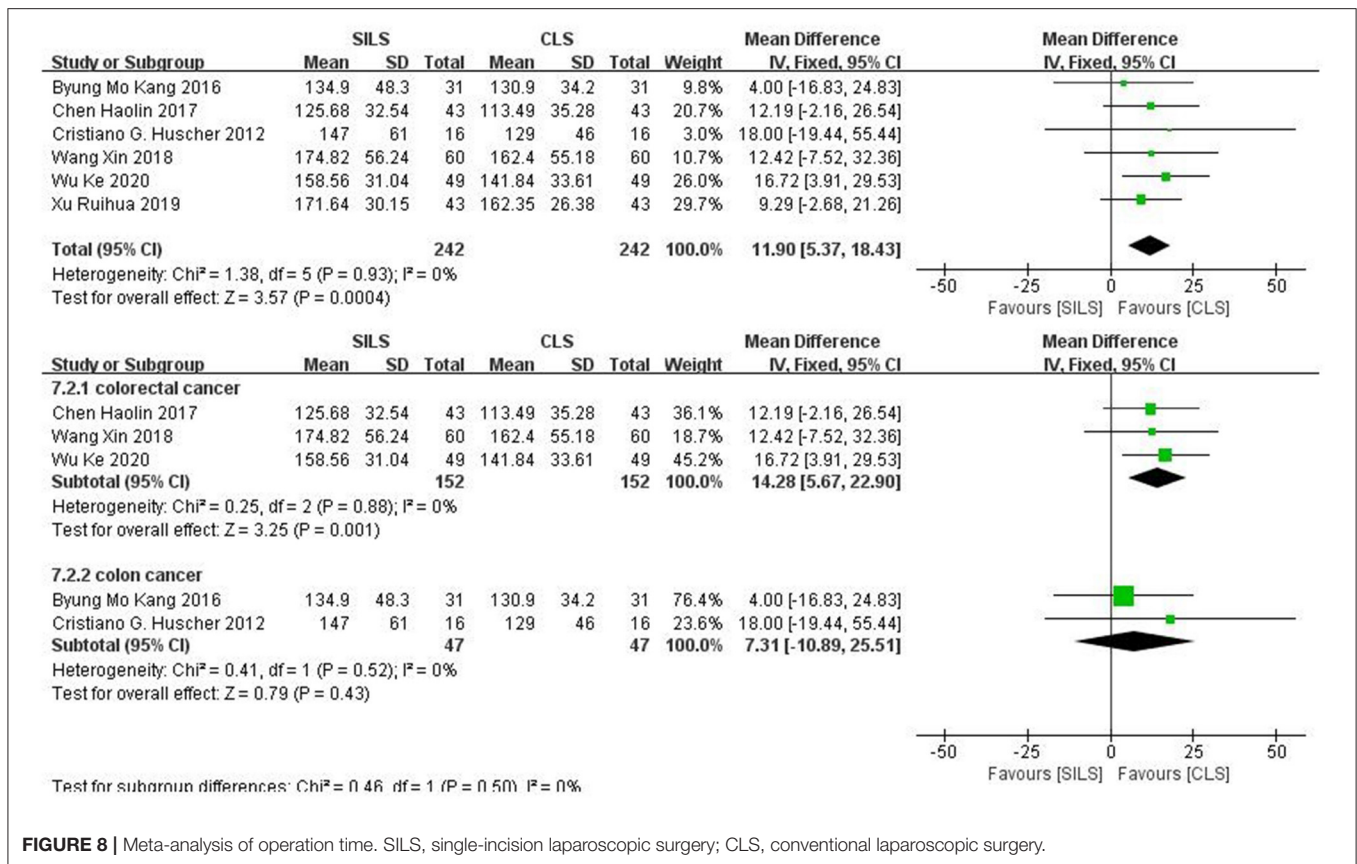 SILS CLS Mean Difference Mean Difference
Study or Subgroup Mean SD Total Mean SD Total Weight IV, Fixed, 95% CI IV, Fixed, 95% CI
Byung Mo Kang 2016 134.9 48.3 31 130.9 34.2 31 9.8% 4.00 [-16.83, 24.83]
Chen Haolin 2017 125.68 32.54 43 113.49 35.28 43 20.7% 12.19 [-2.16, 26.54]
Cristiano G. Huscher 2012 147 61 16 129 46 16 3.0% 18.00 [-19.44, 55.44]
Wang Xin 2018 174.82 56.24 60 162.4 55.18 60 10.7% 12.42 [-7.52, 32.36]
Wu Ke 2020 158.56 31.04 49 141.84 33.61 49 26.0% 16.72 [3.91, 29.53]
Xu Ruihua 2019 171.64 30.15 43 162.35 26.38 43 29.7% 9.29 [-2.68, 21.26]
Total (95% CI) 242 242 100.0% 11.90 [5.37, 18.43]
Heterogeneity: Chi² = 1.38, df = 5 (P = 0.93); I² = 0%
Test for overall effect: Z = 3.57 (P = 0.0004)
-50 -25 0 25 50
Favours [SILS] Favours [CLS]
SILS CLS Mean Difference Mean Difference
Study or Subgroup Mean SD Total Mean SD Total Weight IV, Fixed, 95% CI IV, Fixed, 95% CI
7.2.1 colorectal cancer
Chen Haolin 2017 125.68 32.54 43 113.49 35.28 43 36.1% 12.19 [-2.16, 26.54]
Wang Xin 2018 174.82 56.24 60 162.4 55.18 60 18.7% 12.42 [-7.52, 32.36]
Wu Ke 2020 158.56 31.04 49 141.84 33.61 49 45.2% 16.72 [3.91, 29.53]
Subtotal (95% CI) 152 152 100.0% 14.28 [5.67, 22.90]
Heterogeneity: Chi² = 0.25, df = 2 (P = 0.88); I² = 0%
Test for overall effect: Z = 3.25 (P = 0.001)
7.2.2 colon cancer
Byung Mo Kang 2016 134.9 48.3 31 130.9 34.2 31 76.4% 4.00 [-16.83, 24.83]
Cristiano G. Huscher 2012 147 61 16 129 46 16 23.6% 18.00 [-19.44, 55.44]
Subtotal (95% CI) 47 47 100.0% 7.31 [-10.89, 25.51]
Heterogeneity: Chi² = 0.41, df = 1 (P = 0.52); I² = 0%
Test for overall effect: Z = 0.79 (P = 0.43)
-50 -25 0 25 50
Favours [SILS] Favours [CLS]
Test for subgroup differences: Chi² = 0.46, df = 1 (P = 0.50), I² = 0%
FIGURE 8 | Meta-analysis of operation time. SILS, single-incision laparoscopic surgery; CLS, conventional laparoscopic surgery.